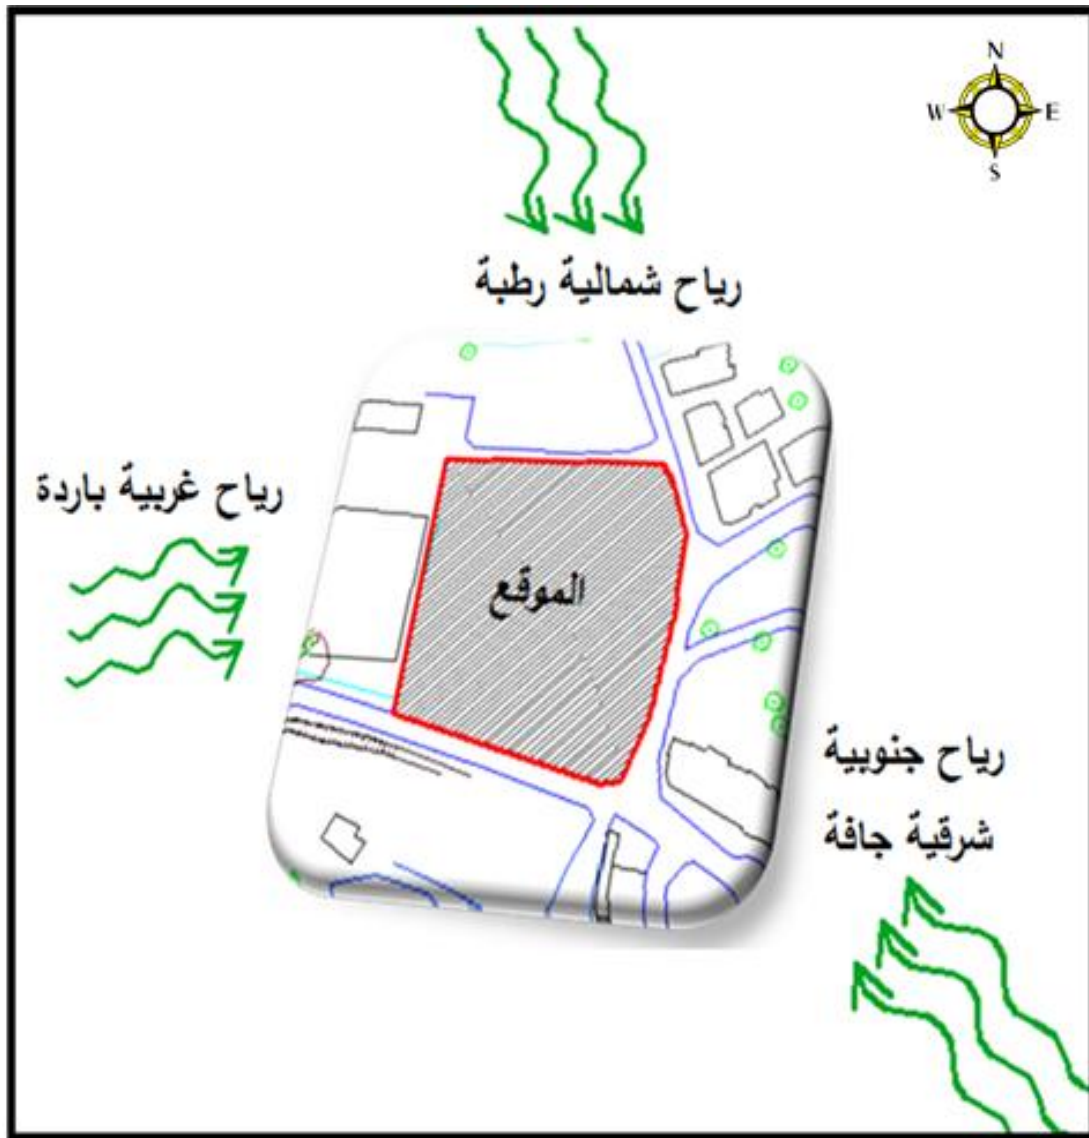 N
W E
S
رياح شمالية رطبة
رياح غربية باردة
الموقع
رياح جنوبية
شرقية جافة